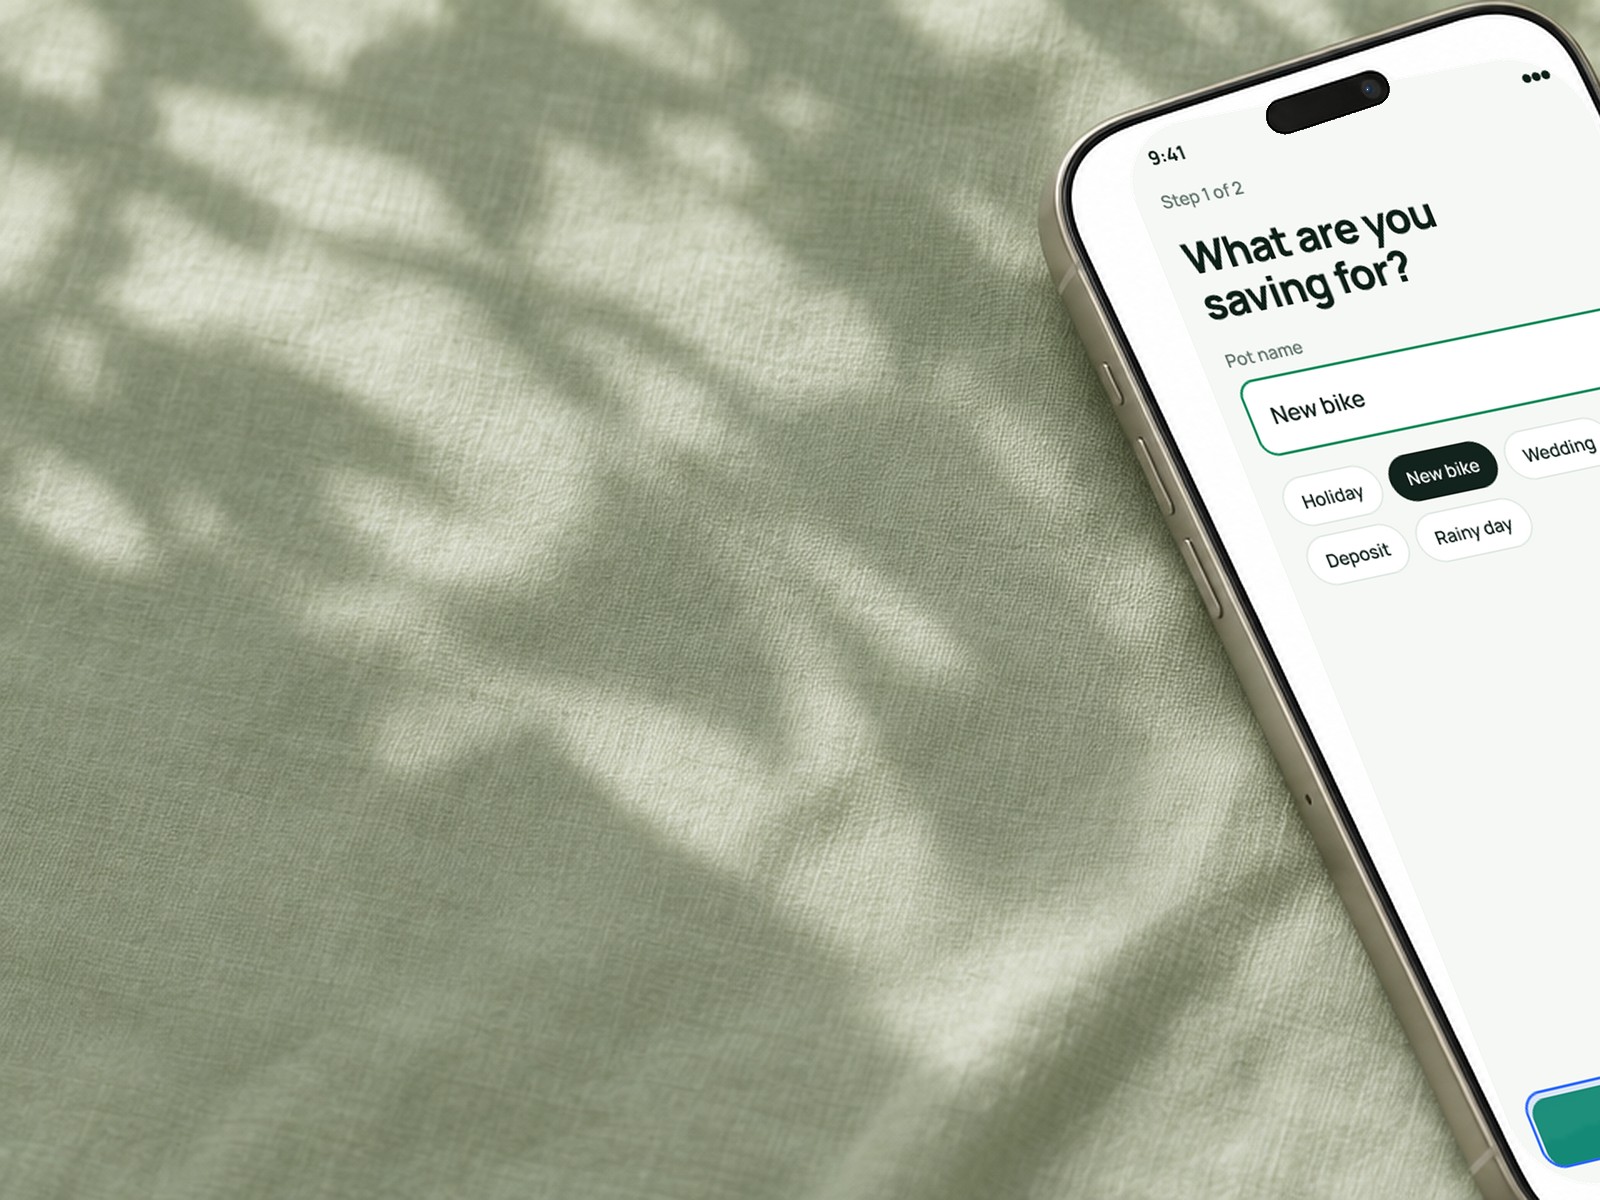 9:41
Step 1 of 2
What are you
saving for?
Pot name
New bike
Holiday
New bike
Wedding
Deposit
Rainy day